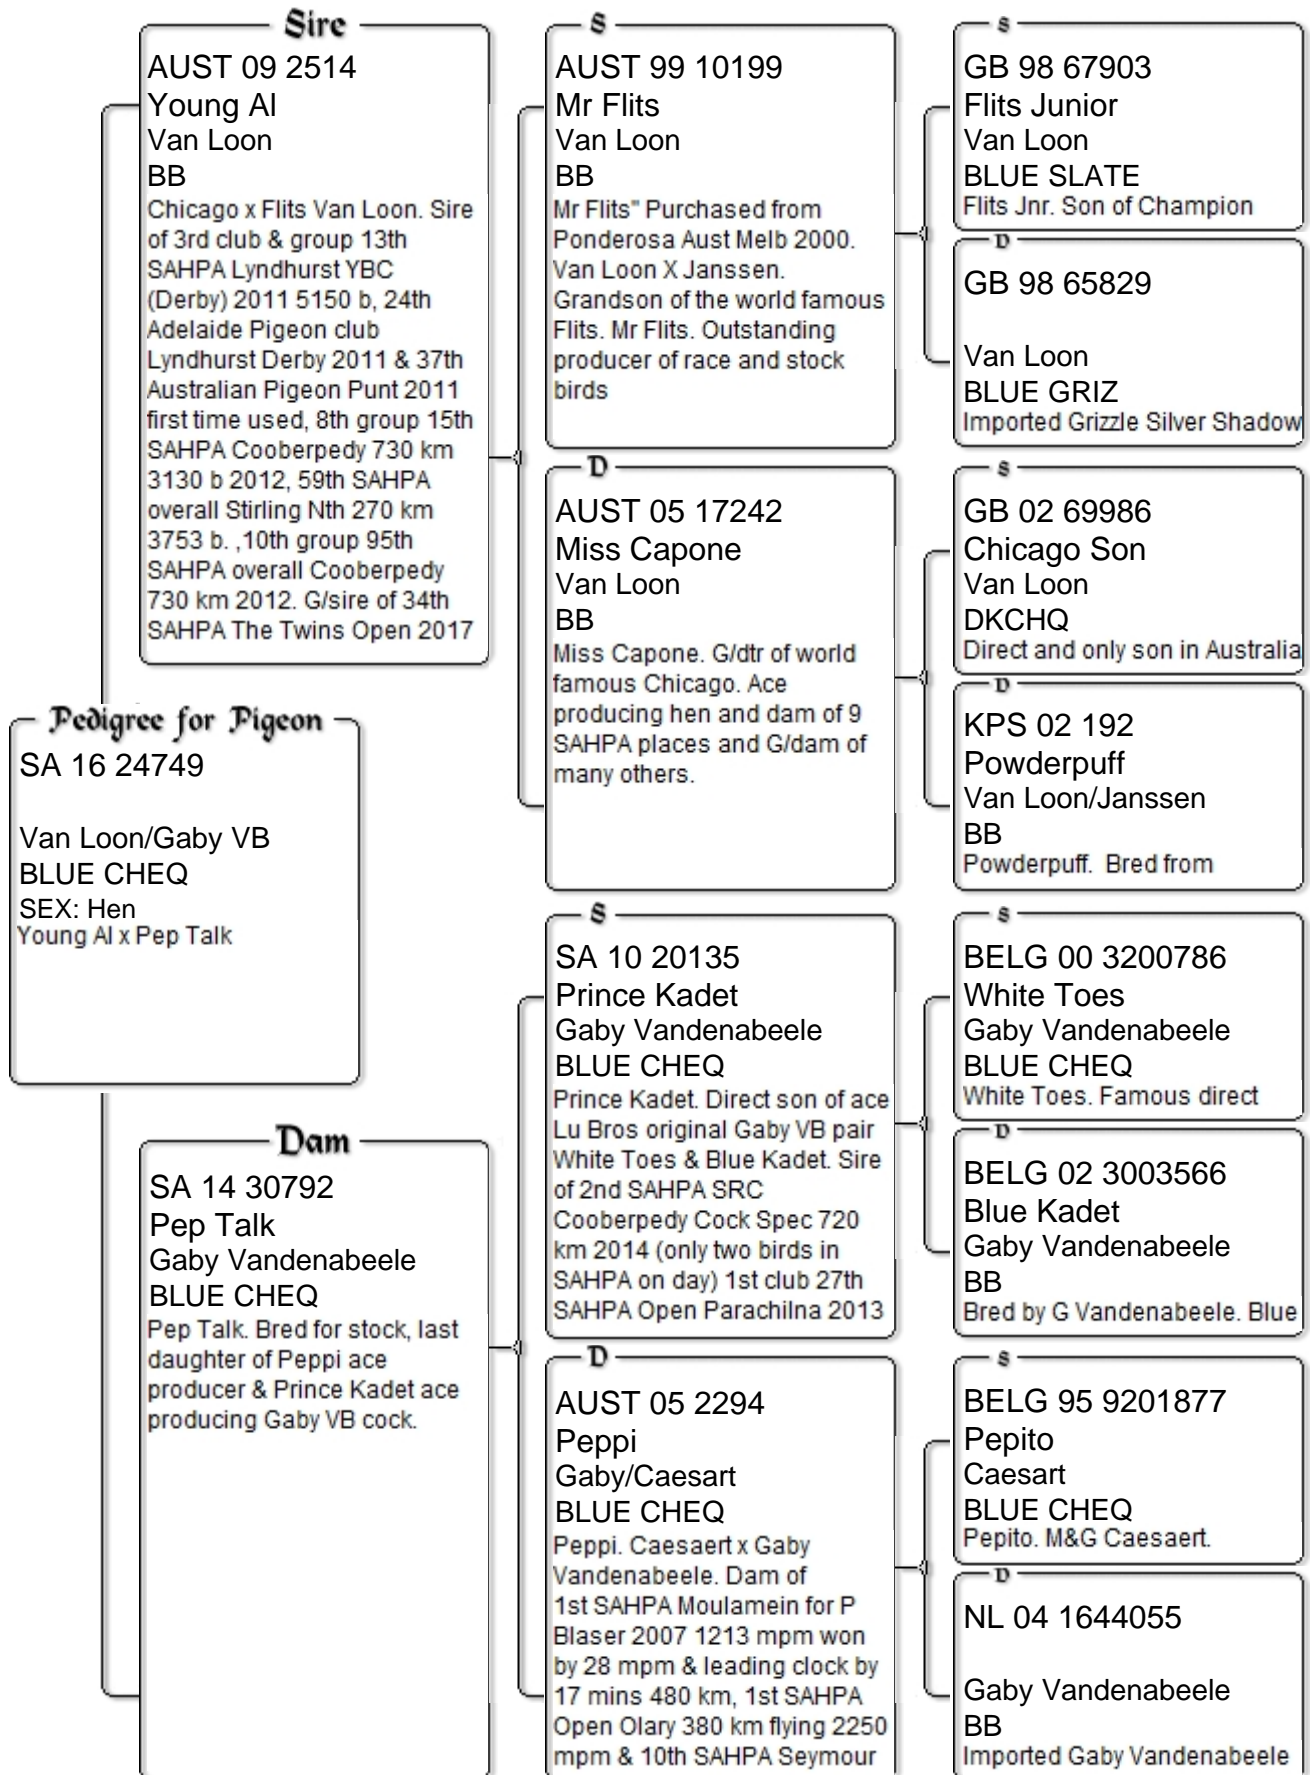 Sire
AUST 09 2514
Young Al
Van Loon
BB
Chicago x Flits Van Loon. Sire
of 3rd club & group 13th
SAHPA Lyndhurst YBC
(Derby) 2011 5150 b, 24th
Adelaide Pigeon club
Lyndhurst Derby 2011 & 37th
Australian Pigeon Punt 2011
first time used, 8th group 15th
SAHPA Cooberpedy 730 km
3130 b 2012, 59th SAHPA
overall Stirling Nth 270 km
3753 b. ,10th group 95th
SAHPA overall Cooberpedy
730 km 2012. G/sire of 34th
SAHPA The Twins Open 2017
Pedigree for Pigeon
SA 16 24749
Van Loon/Gaby VB
BLUE CHEQ
SEX: Hen
Young Al x Pep Talk
Dam
SA 14 30792
Pep Talk
Gaby Vandenabeele
BLUE CHEQ
Pep Talk. Bred for stock, last
daughter of Peppi ace
producer & Prince Kadet ace
producing Gaby VB cock.
S
AUST 99 10199
Mr Flits
Van Loon
BB
Mr Flits" Purchased from
Ponderosa Aust Melb 2000.
Van Loon X Janssen.
Grandson of the world famous
Flits. Mr Flits. Outstanding
producer of race and stock
birds
D
AUST 05 17242
Miss Capone
Van Loon
BB
Miss Capone. G/dtr of world
famous Chicago. Ace
producing hen and dam of 9
SAHPA places and G/dam of
many others.
S
SA 10 20135
Prince Kadet
Gaby Vandenabeele
BLUE CHEQ
Prince Kadet. Direct son of ace
Lu Bros original Gaby VB pair
White Toes & Blue Kadet. Sire
of 2nd SAHPA SRC
Cooberpedy Cock Spec 720
km 2014 (only two birds in
SAHPA on day) 1st club 27th
SAHPA Open Parachilna 2013
D
AUST 05 2294
Peppi
Gaby/Caesart
BLUE CHEQ
Peppi. Caesaert x Gaby
Vandenabeele. Dam of
1st SAHPA Moulamein for P
Blaser 2007 1213 mpm won
by 28 mpm & leading clock by
17 mins 480 km, 1st SAHPA
Open Olary 380 km flying 2250
mpm & 10th SAHPA Seymour
S
GB 98 67903
Flits Junior
Van Loon
BLUE SLATE
Flits Jnr. Son of Champion
D
GB 98 65829
Van Loon
BLUE GRIZ
Imported Grizzle Silver Shadow
S
GB 02 69986
Chicago Son
Van Loon
DKCHQ
Direct and only son in Australia
D
KPS 02 192
Powderpuff
Van Loon/Janssen
BB
Powderpuff.  Bred from
S
BELG 00 3200786
White Toes
Gaby Vandenabeele
BLUE CHEQ
White Toes. Famous direct
D
BELG 02 3003566
Blue Kadet
Gaby Vandenabeele
BB
Bred by G Vandenabeele. Blue
S
BELG 95 9201877
Pepito
Caesart
BLUE CHEQ
Pepito. M&G Caesaert.
D
NL 04 1644055
Gaby Vandenabeele
BB
Imported Gaby Vandenabeele